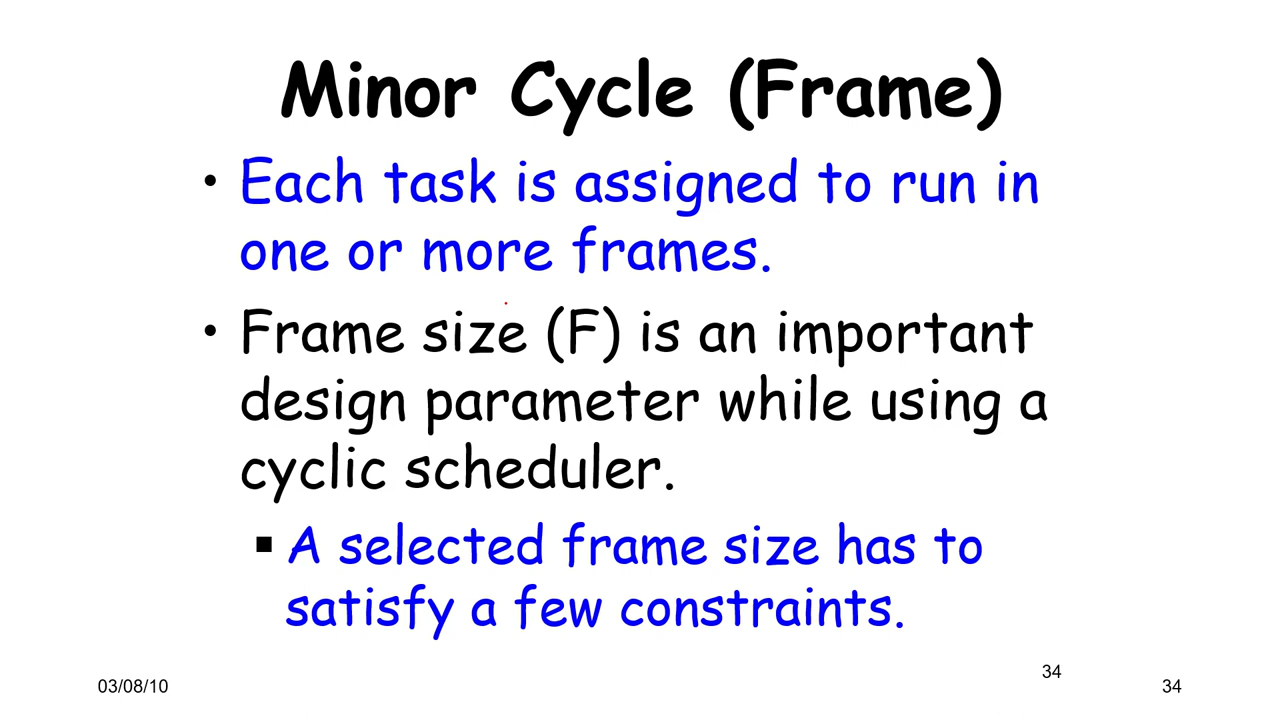 Minor Cycle (Frame)
• Each task is assigned to run in
one or more frames.
• Frame size (F) is an important
design parameter while using a
cyclic scheduler.
▪ A selected frame size has to
satisfy a few constraints.
03/08/10
34
34